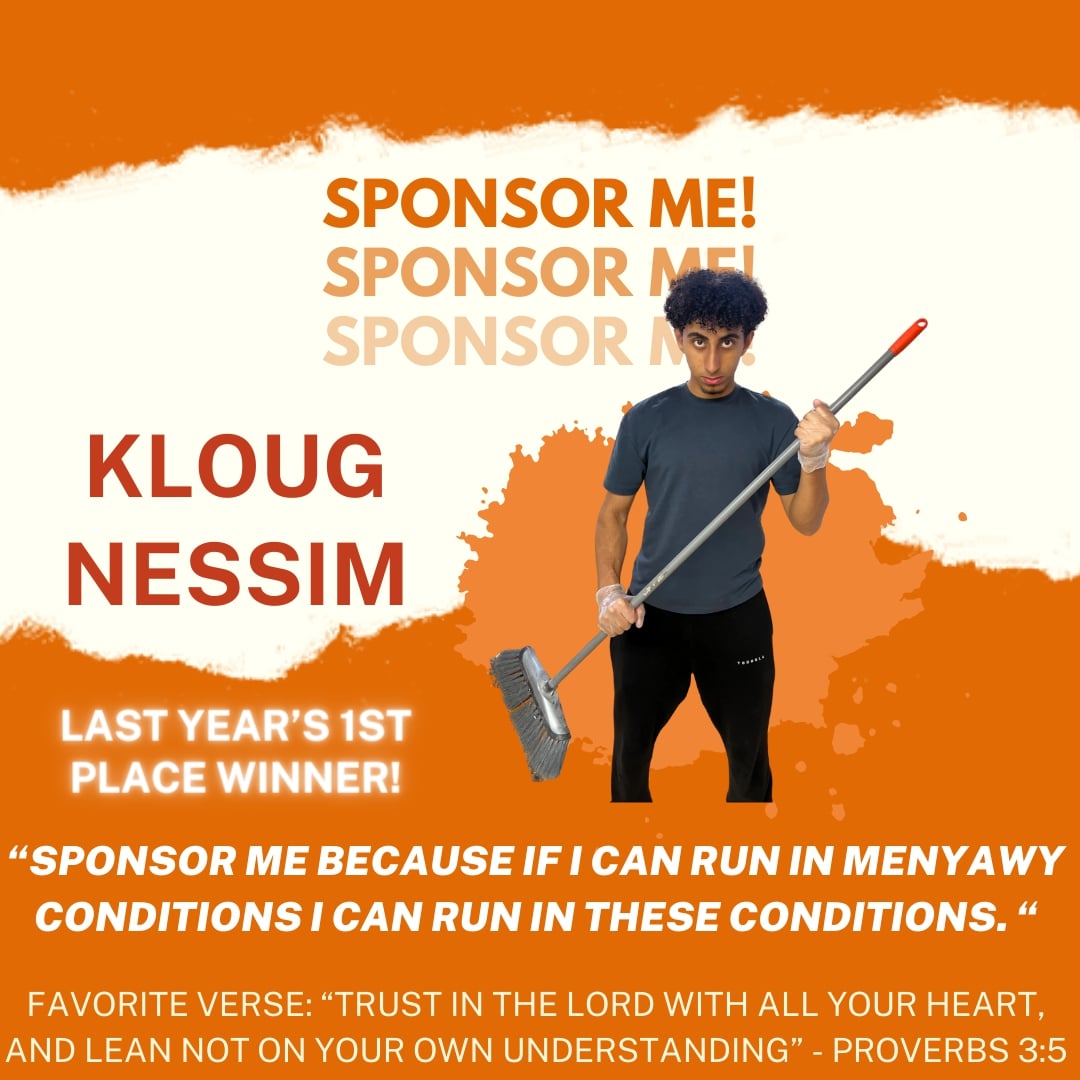 SPONSOR ME!
SPONSOR ME!
SPONSOR M !
KLOUG
NESSIM
LAST YEAR’S 1ST
PLACE WINNER!
“SPONSOR ME BECAUSE IF I CAN RUN IN MENYAWY
CONDITIONS I CAN RUN IN THESE CONDITIONS. “
FAVORITE VERSE: “TRUST IN THE LORD WITH ALL YOUR HEART,
AND LEAN NOT ON YOUR OWN UNDERSTANDING” - PROVERBS 3:5